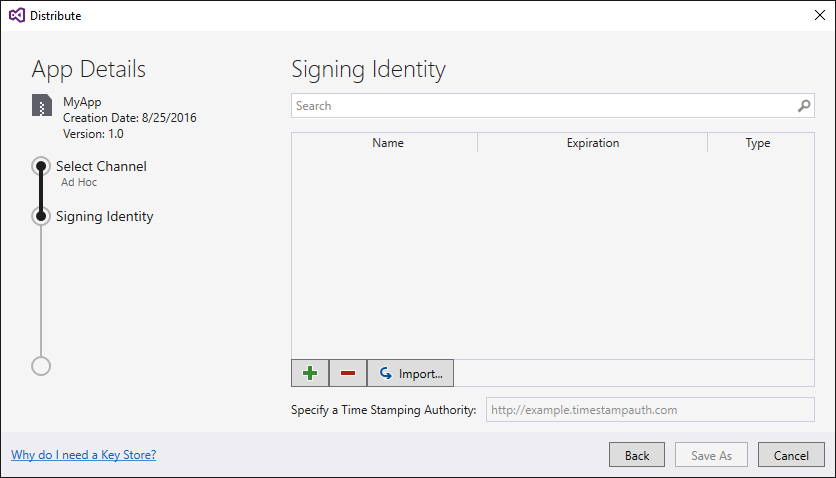 Distribute
App Details
MyApp
Creation Date: 8/25/2016
Version: 1.0
Select Channel
Ad Hoc
Signing Identity
Signing Identity
Search
Name Expiration Type
Import...
Specify a Time Stamping Authority: http://example.timestampauth.com
Why do I need a Key Store?
Back Save As Cancel